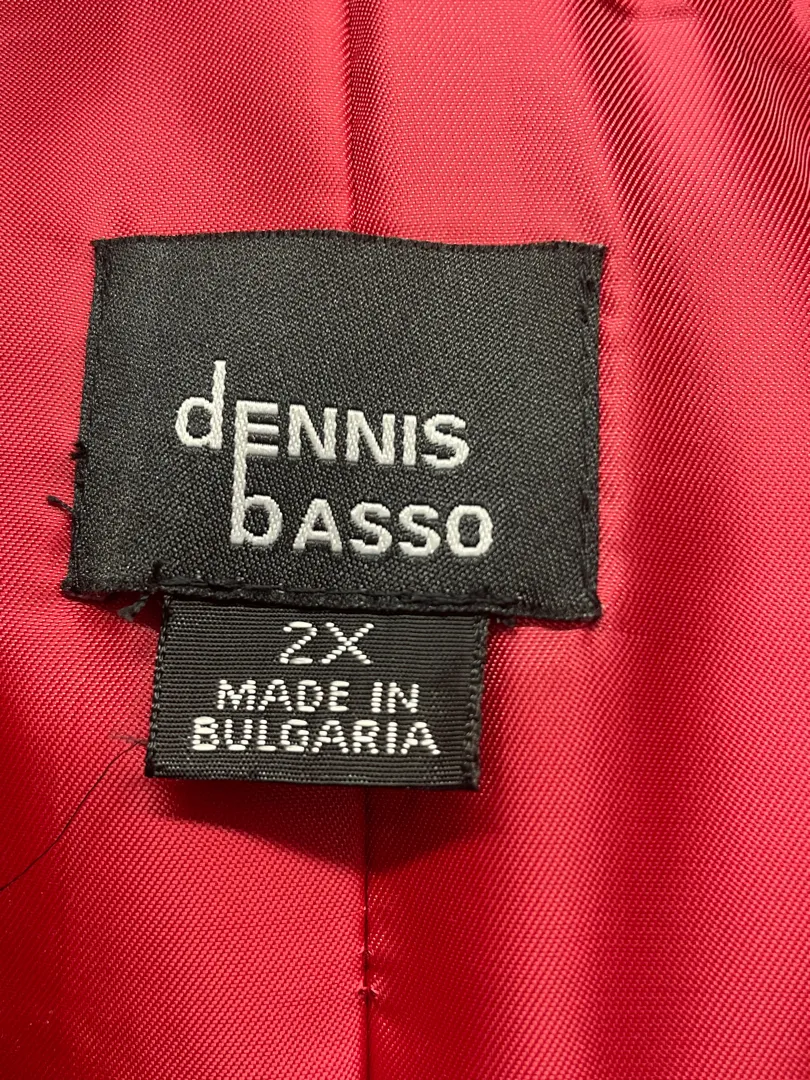 dENNIS
bASSO
2X
MADE IN
BULGARIA